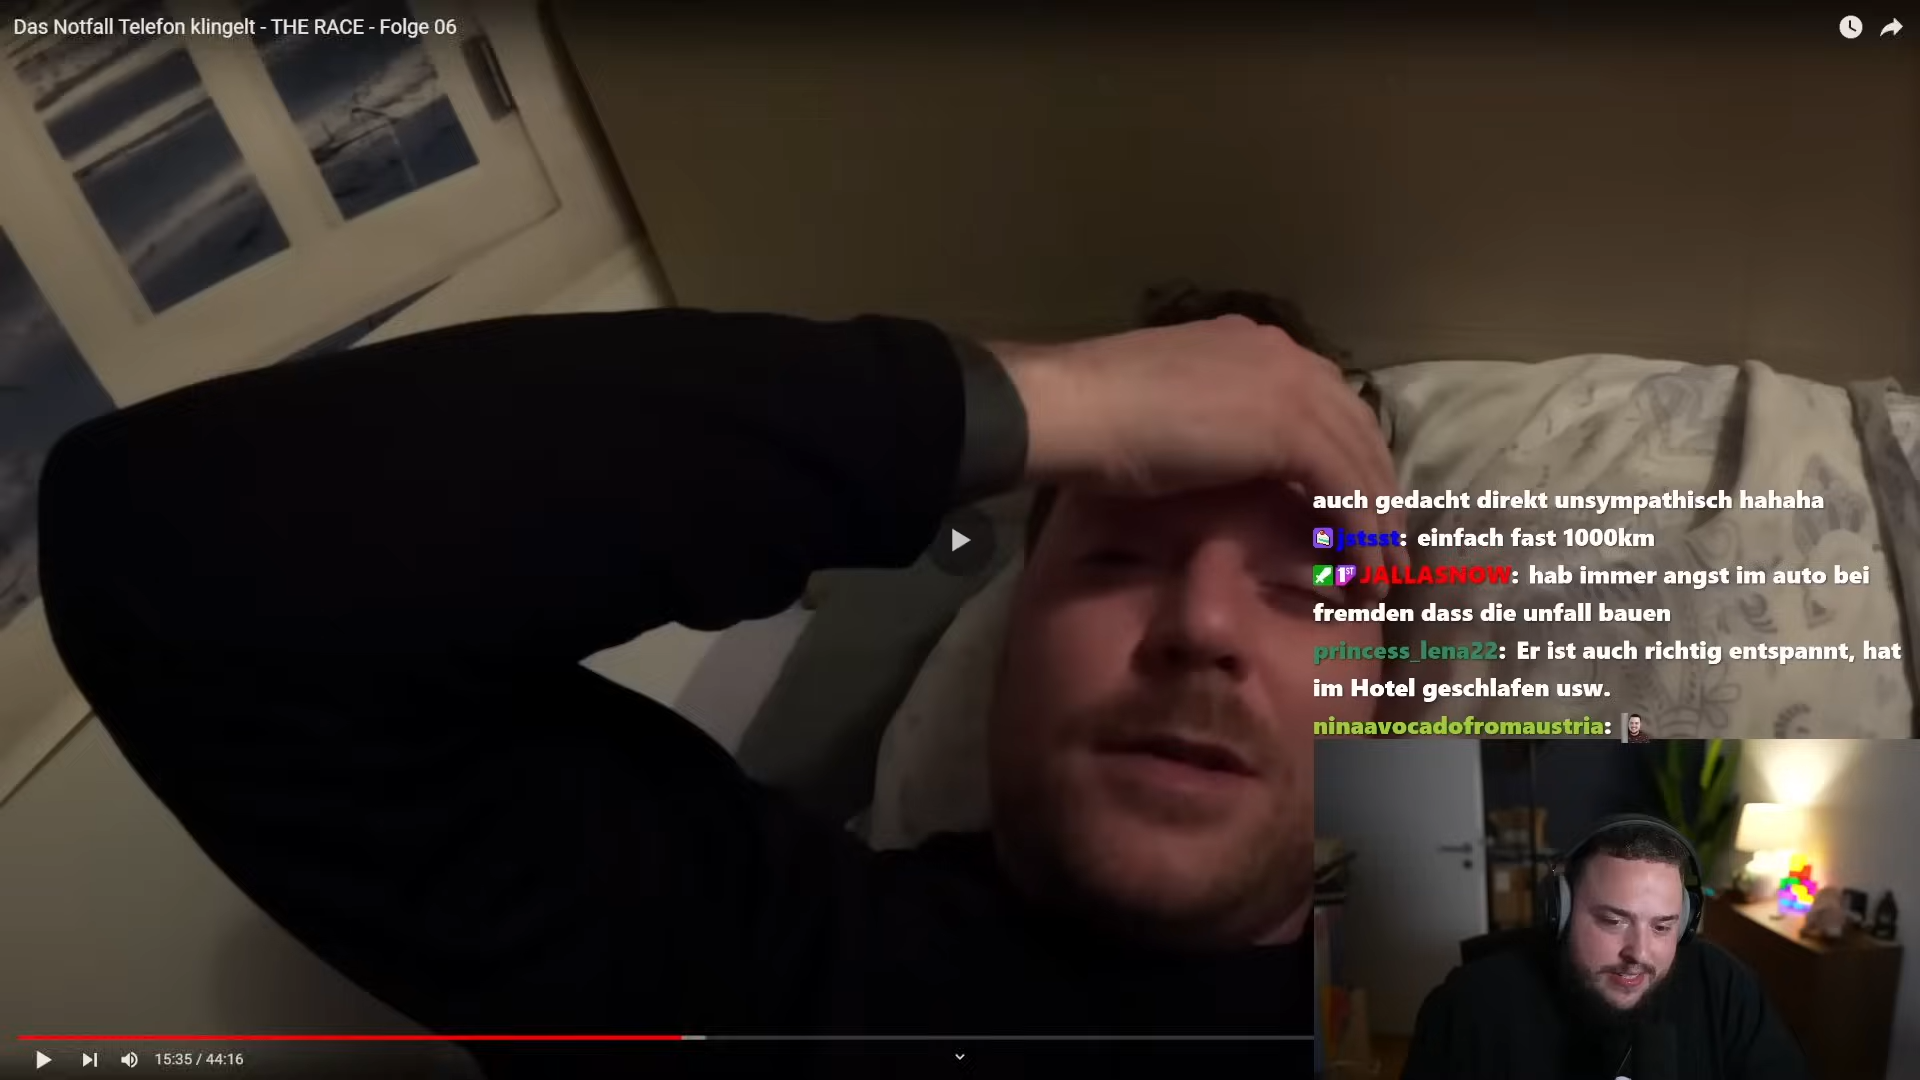 Das Notfall Telefon klingelt - THE RACE - Folge 06
auch gedacht direkt unsympathisch hahaha
jstsst: einfach fast 1000km
1ST JALLASNOW: hab immer angst im auto bei
fremden dass die unfall bauen
princess_lena22: Er ist auch richtig entspannt, hat
im Hotel geschlafen usw.
ninaavocadofromaustria:
15:35 / 44:16